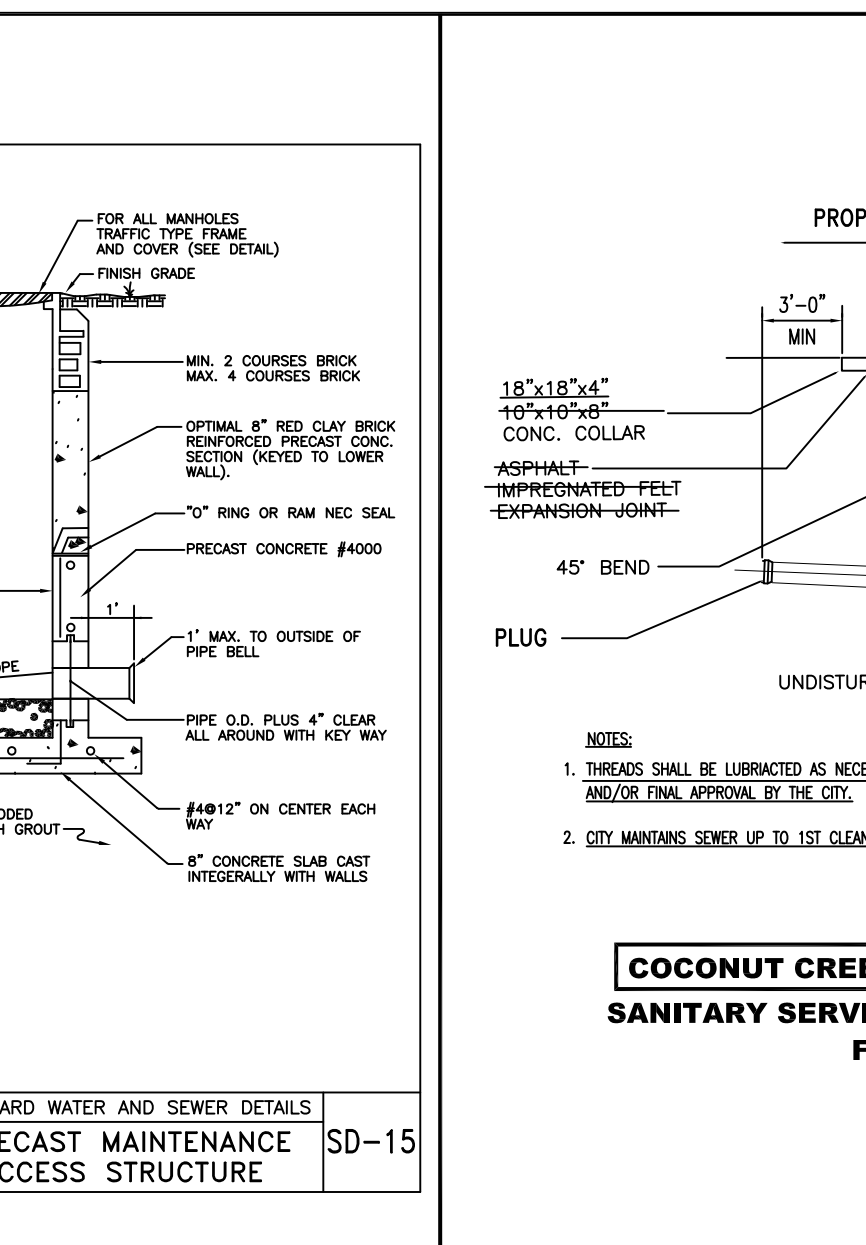 FOR ALL MANHOLES
TRAFFIC TYPE FRAME
AND COVER (SEE DETAIL)
FINISH GRADE
MIN. 2 COURSES BRICK
MAX. 4 COURSES BRICK
OPTIMAL 8" RED CLAY BRICK
REINFORCED PRECAST CONC.
SECTION (KEYED TO LOWER
WALL).
"O" RING OR RAM NEC SEAL
PRECAST CONCRETE #4000
1'
1' MAX. TO OUTSIDE OF
PIPE BELL
OPE
PIPE O.D. PLUS 4" CLEAR
ALL AROUND WITH KEY WAY
#4@12" ON CENTER EACH
WAY
DDED
H GROUT
8" CONCRETE SLAB CAST
INTEGERALLY WITH WALLS
ARD WATER AND SEWER DETAILS
ECAST MAINTENANCE
CCESS STRUCTURE
SD-15
PROP
3'-0"
MIN
18"x18"x4"
10"x10"x8"
CONC. COLLAR
ASPHALT
IMPREGNATED FELT
EXPANSION JOINT
45° BEND
PLUG
UNDISTUR
NOTES:
1. THREADS SHALL BE LUBRIACTED AS NECE
AND/OR FINAL APPROVAL BY THE CITY.
2. CITY MAINTAINS SEWER UP TO 1ST CLEAN
COCONUT CREE
SANITARY SERVI
F